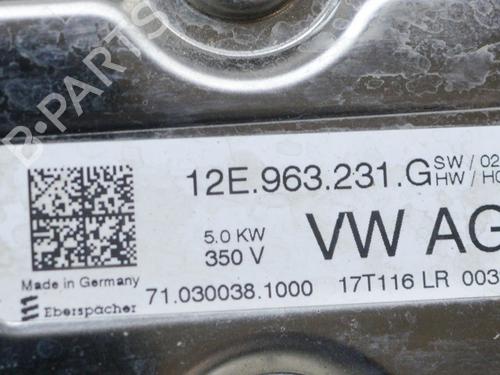 12E.963.231.G SW / 02
HW / H0
5.0 KW
350 V
VW AG
Made in Germany
71.030038.1000 17T116 LR 003
Eberspächer
B-PARTS